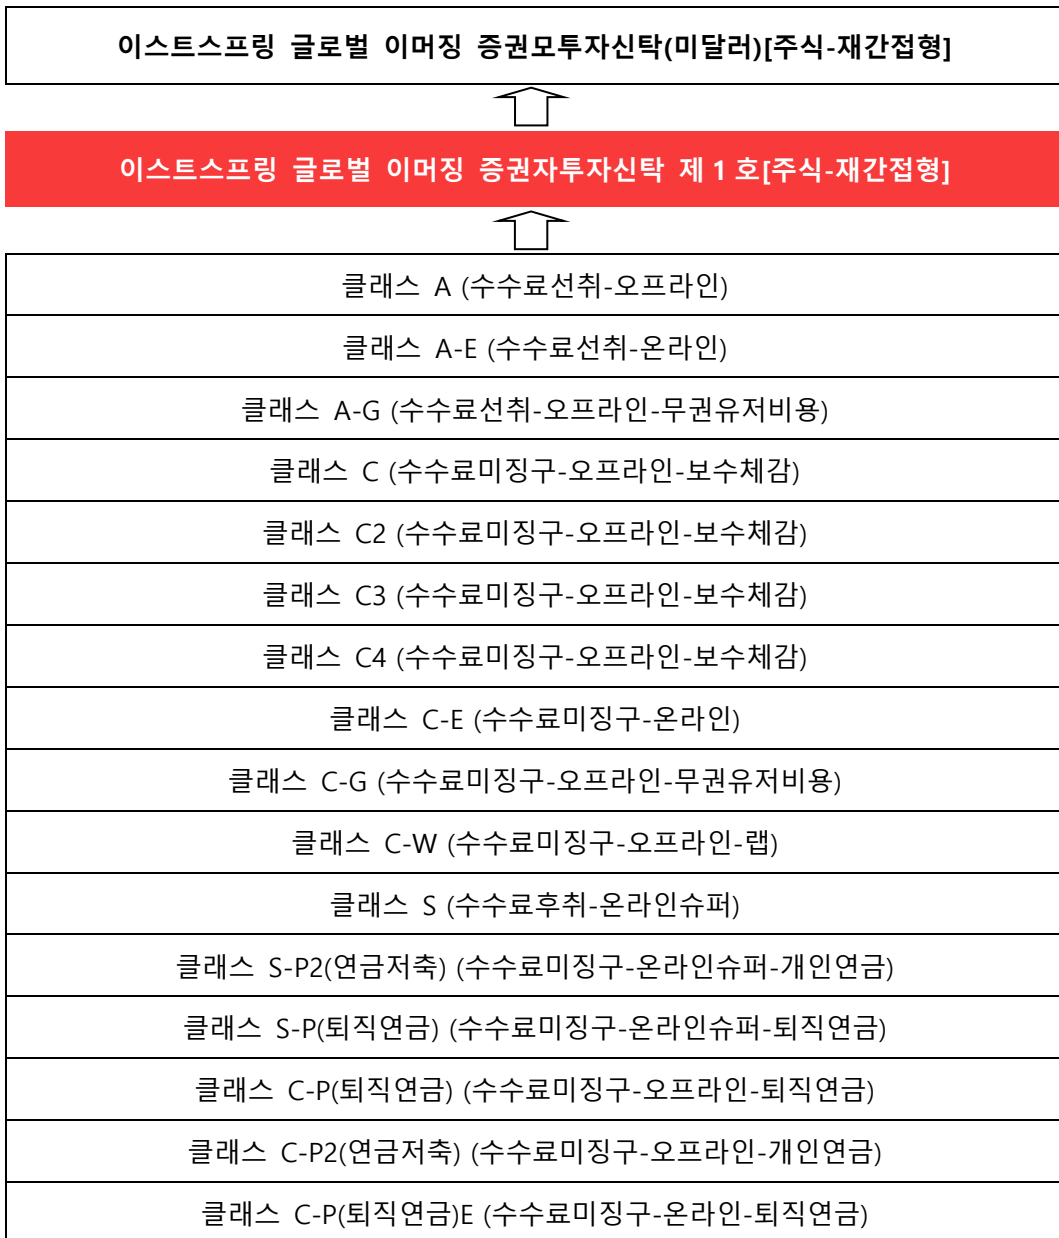 이스트스프링 글로벌 이머징 증권모투자신탁(미달러)[주식-재간접형]
이스트스프링 글로벌 이머징 증권자투자신탁 제1호[주식-재간접형]
클래스 A (수수료선취-오프라인)
클래스 A-E (수수료선취-온라인)
클래스 A-G (수수료선취-오프라인-무권유저비용)
클래스 C (수수료미징구-오프라인-보수체감)
클래스 C2 (수수료미징구-오프라인-보수체감)
클래스 C3 (수수료미징구-오프라인-보수체감)
클래스 C4 (수수료미징구-오프라인-보수체감)
클래스 C-E (수수료미징구-온라인)
클래스 C-G (수수료미징구-오프라인-무권유저비용)
클래스 C-W (수수료미징구-오프라인-랩)
클래스 S (수수료후취-온라인슈퍼)
클래스 S-P2(연금저축) (수수료미징구-온라인슈퍼-개인연금)
클래스 S-P(퇴직연금) (수수료미징구-온라인슈퍼-퇴직연금)
클래스 C-P(퇴직연금) (수수료미징구-오프라인-퇴직연금)
클래스 C-P2(연금저축) (수수료미징구-오프라인-개인연금)
클래스 C-P(퇴직연금)E (수수료미징구-온라인-퇴직연금)